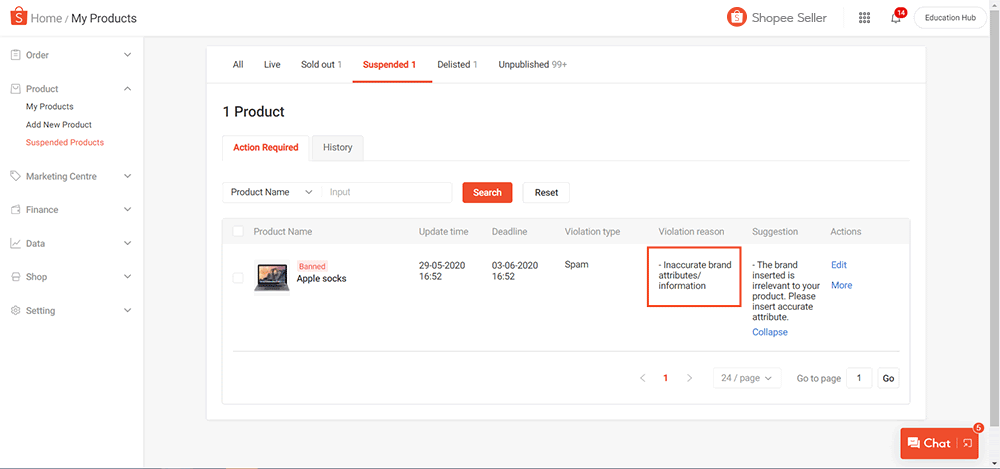 Home / My Products
Shopee Seller
14
Education Hub
Order
Product
My Products
Add New Product
Suspended Products
Marketing Centre
Finance
Data
Shop
Setting
All Live Sold out 1 Suspended 1 Delisted 1 Unpublished 99+
1 Product
Action Required History
Product Name Input Search Reset
Product Name Update time Deadline Violation type Violation reason Suggestion Actions
Banned
Apple socks
29-05-2020
16:52
03-06-2020
16:52
Spam
- Inaccurate brand
attributes/
information
- The brand
inserted is
irrelevant to your
product. Please
insert accurate
attribute.
Collapse
Edit
More
1 24 / page Go to page 1 Go
Chat
5